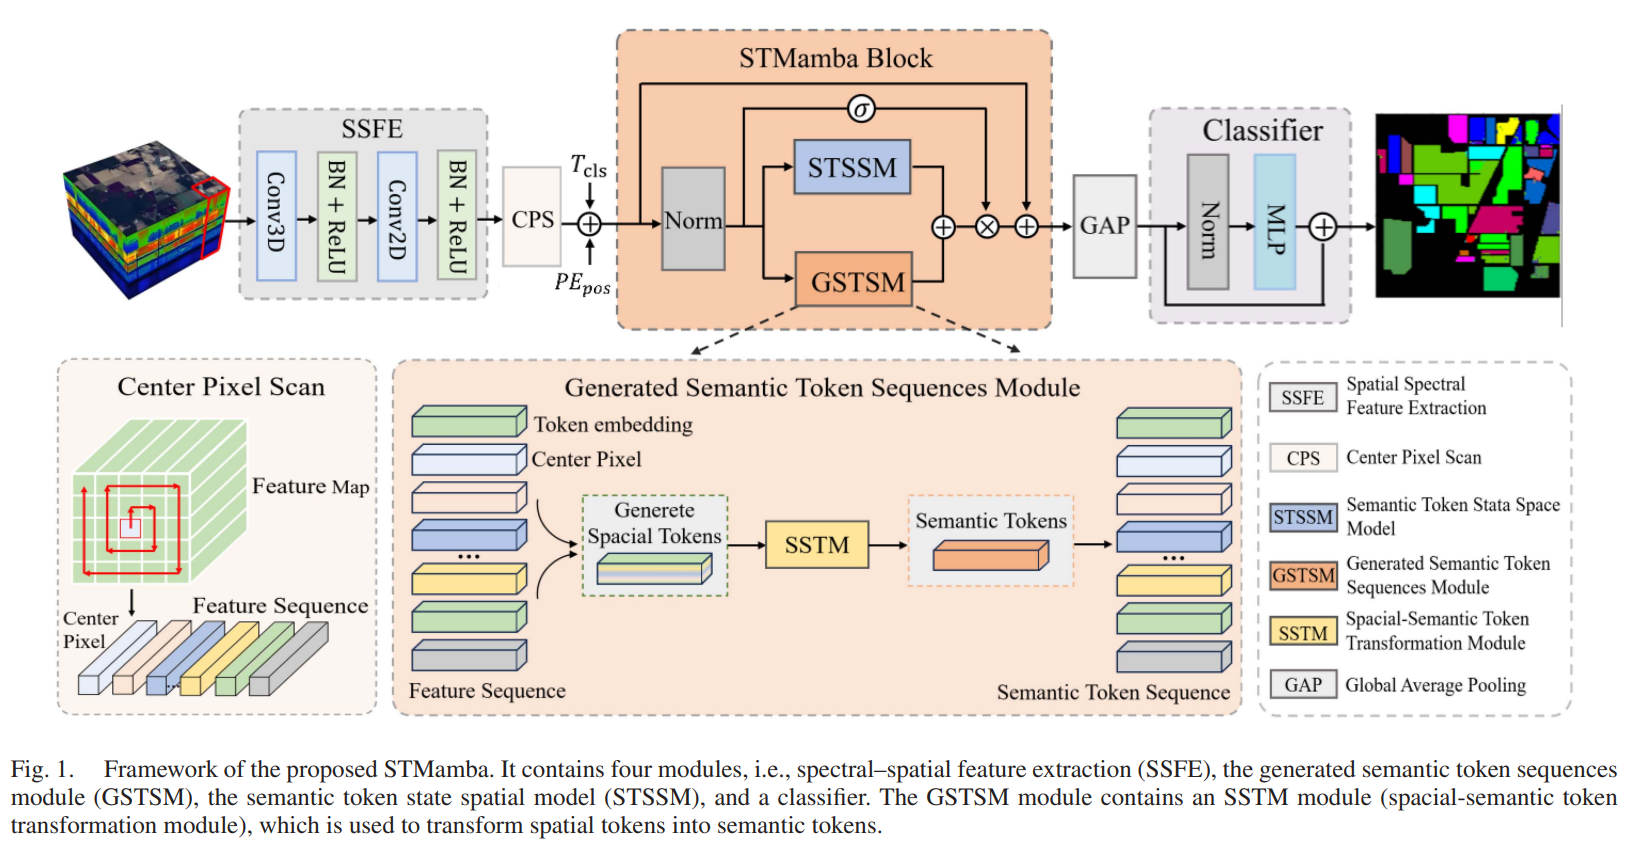 STMamba Block
SSFE
Conv3D
BN + ReLU
Conv2D
BN + ReLU
CPS
T_cls
PE_pos
Norm
σ
STSSM
GSTSM
GAP
Classifier
Norm
MLP
Center Pixel Scan
Feature Map
Center
Pixel
Feature Sequence
...
Generated Semantic Token Sequences Module
Token embedding
Center Pixel
...
Feature Sequence
Generete
Spacial Tokens
SSTM
Semantic Tokens
...
Semantic Token Sequence
SSFE
Spatial Spectral
Feature Extraction
CPS
Center Pixel Scan
STSSM
Semantic Token Stata Space
Model
GSTSM
Generated Semantic Token
Sequences Module
SSTM
Spacial-Semantic Token
Transformation Module
GAP
Global Average Pooling
Fig. 1. Framework of the proposed STMamba. It contains four modules, i.e., spectral–spatial feature extraction (SSFE), the generated semantic token sequences
module (GSTSM), the semantic token state spatial model (STSSM), and a classifier. The GSTSM module contains an SSTM module (spacial-semantic token
transformation module), which is used to transform spatial tokens into semantic tokens.